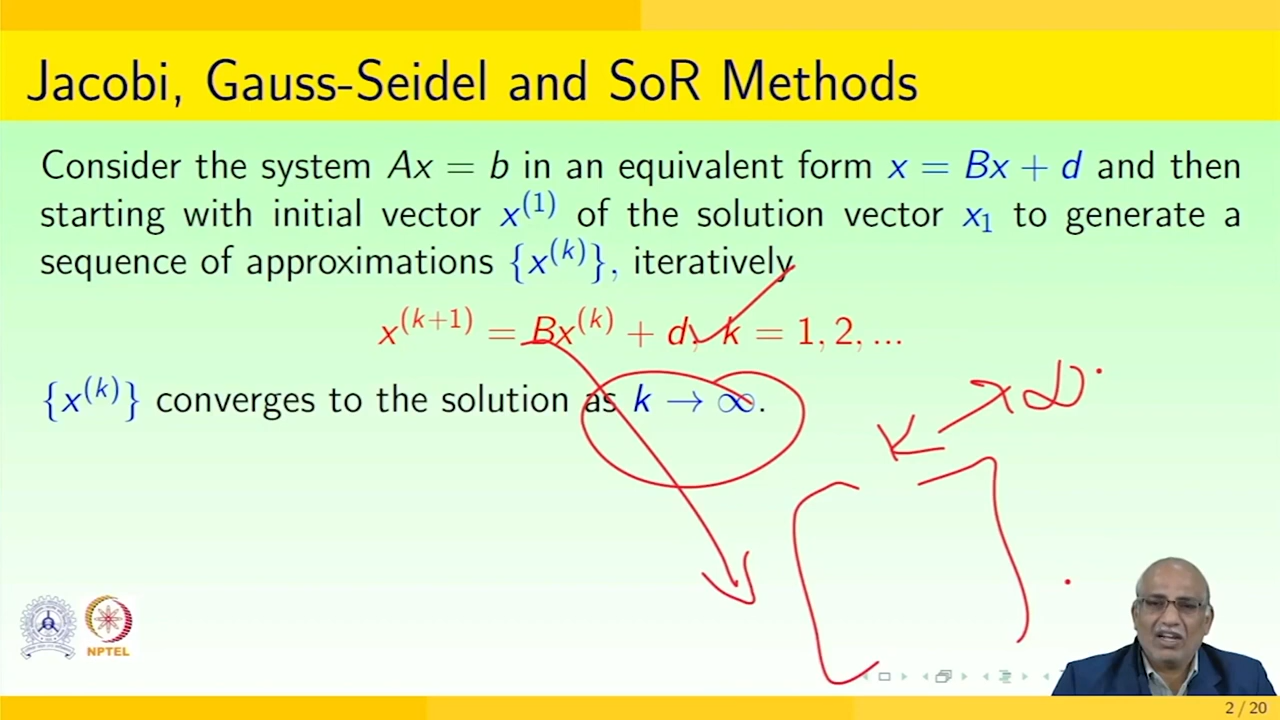 Jacobi, Gauss-Seidel and SoR Methods
Consider the system Ax = b in an equivalent form x = Bx + d and then
starting with initial vector x^(1) of the solution vector x₁ to generate a
sequence of approximations {x^(k)}, iteratively
x^(k+1) = Bx^(k) + d, k = 1, 2, ...
{x^(k)} converges to the solution as k → ∞.
NPTEL
2 / 20